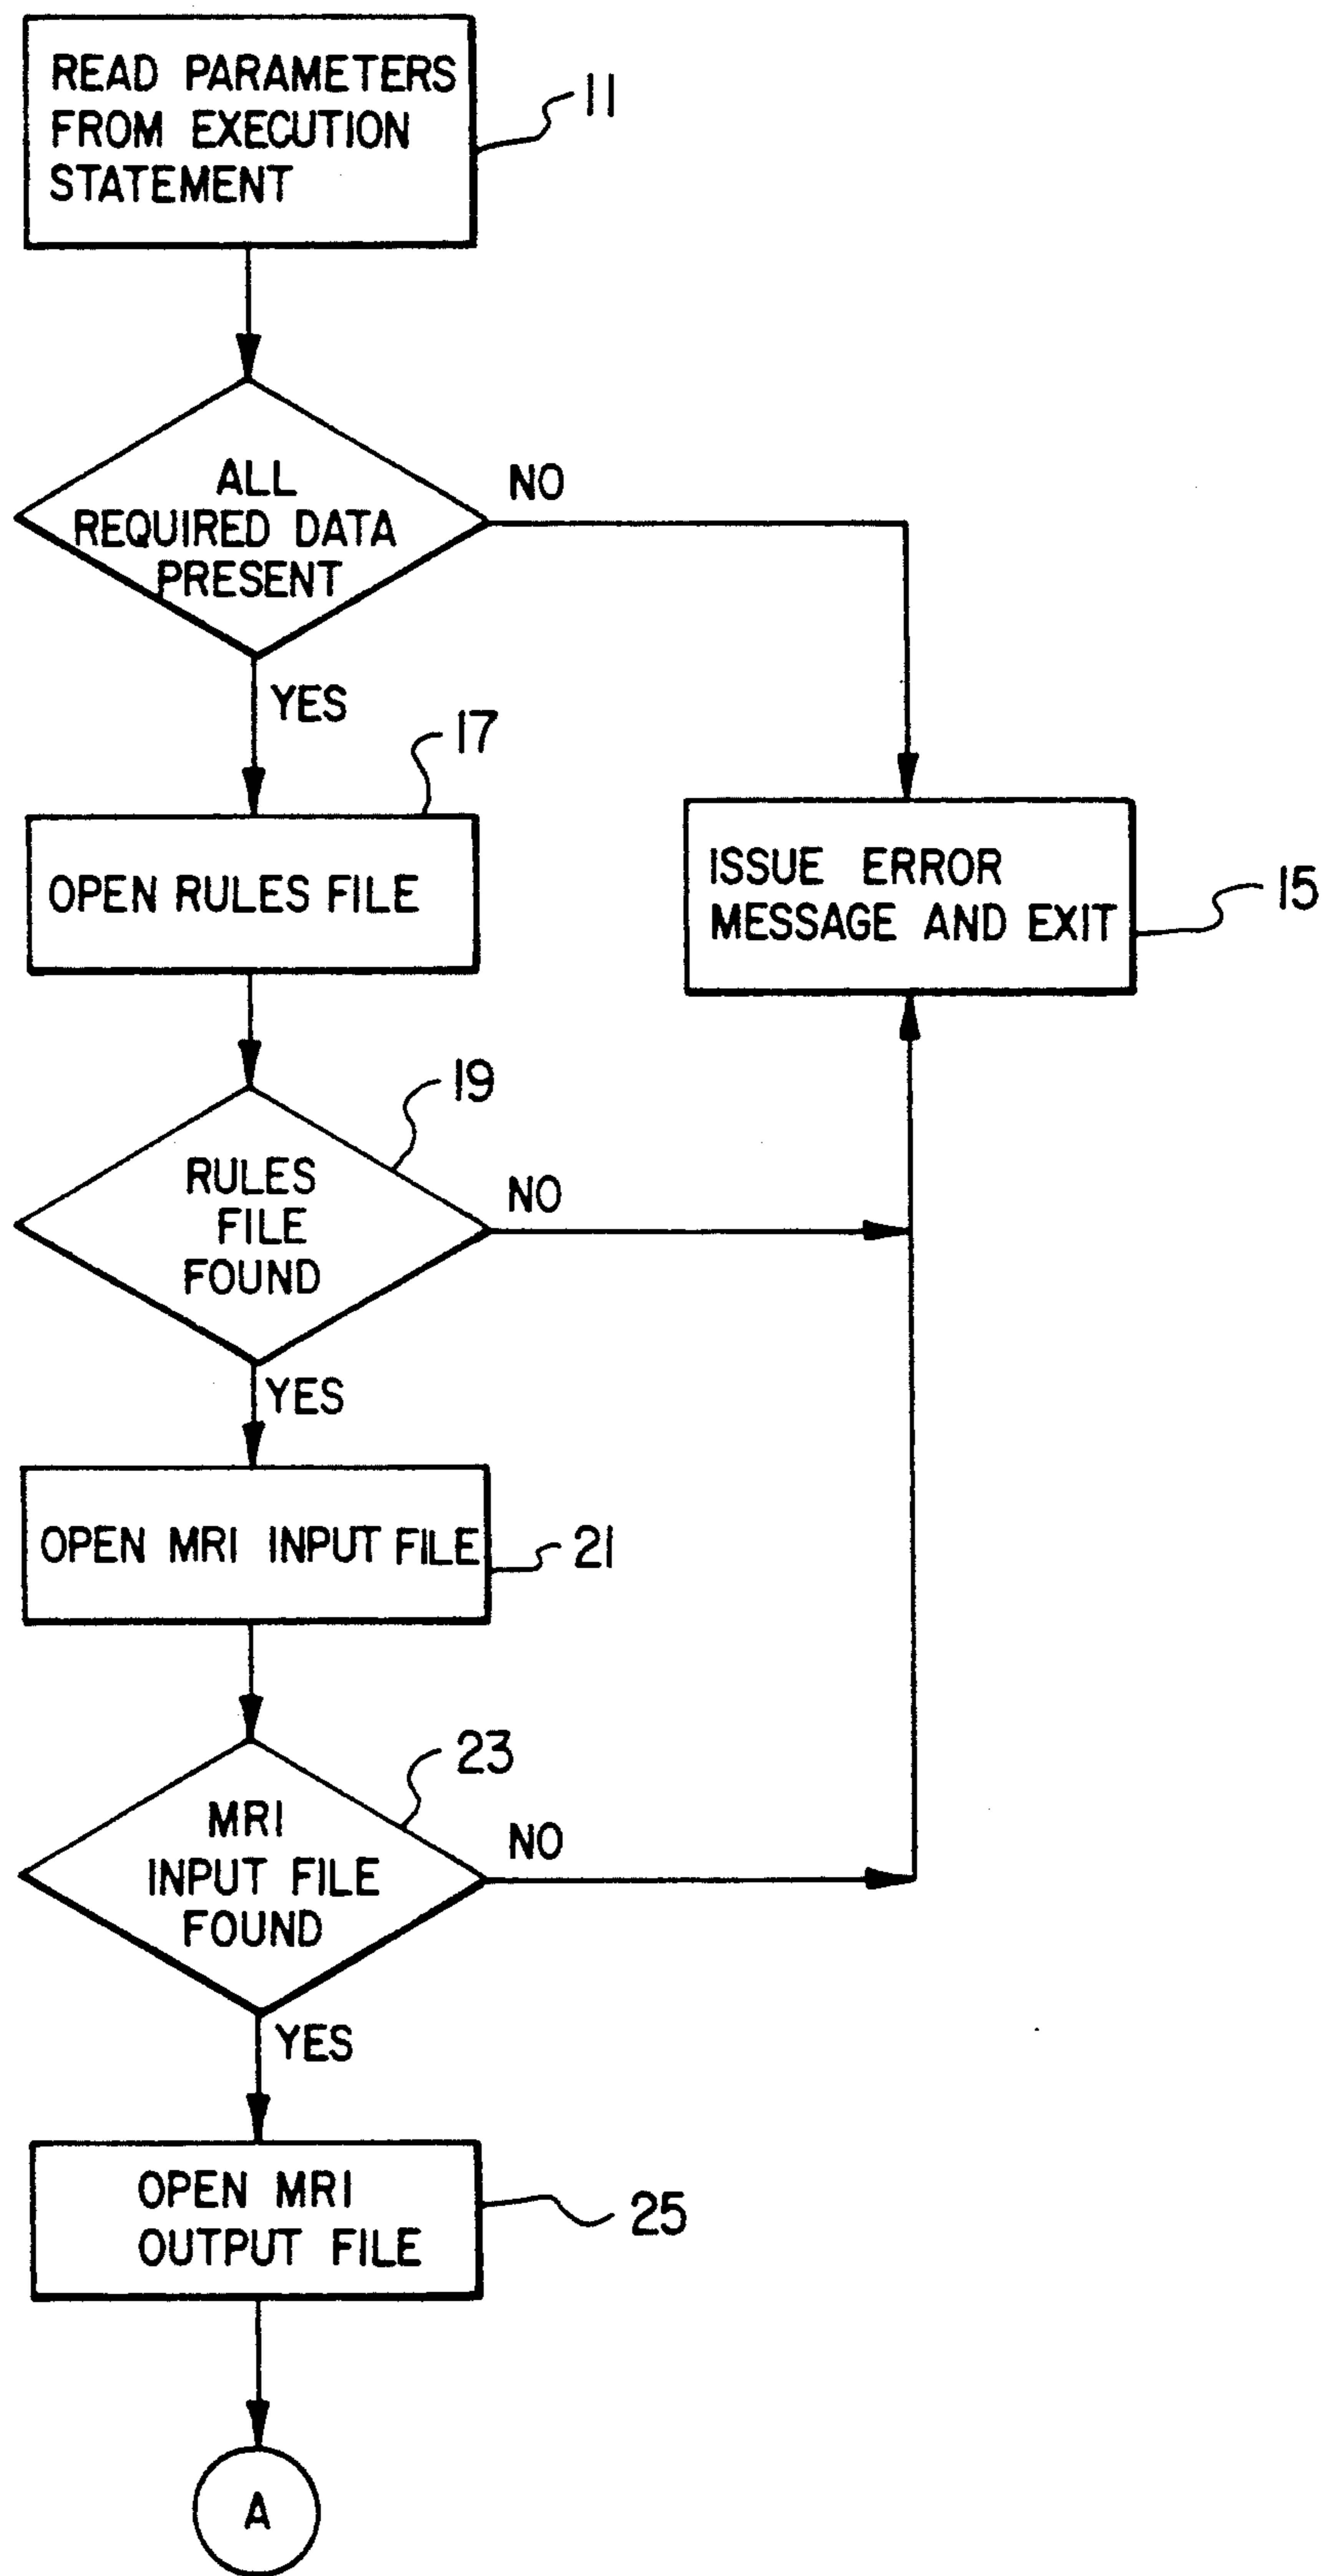 READ PARAMETERS
FROM EXECUTION
STATEMENT
11
ALL
REQUIRED DATA
PRESENT
NO
YES
17
OPEN RULES FILE
ISSUE ERROR
MESSAGE AND EXIT
15
19
RULES
FILE
FOUND
NO
YES
OPEN MRI INPUT FILE
21
23
MRI
INPUT FILE
FOUND
NO
YES
OPEN MRI
OUTPUT FILE
25
A